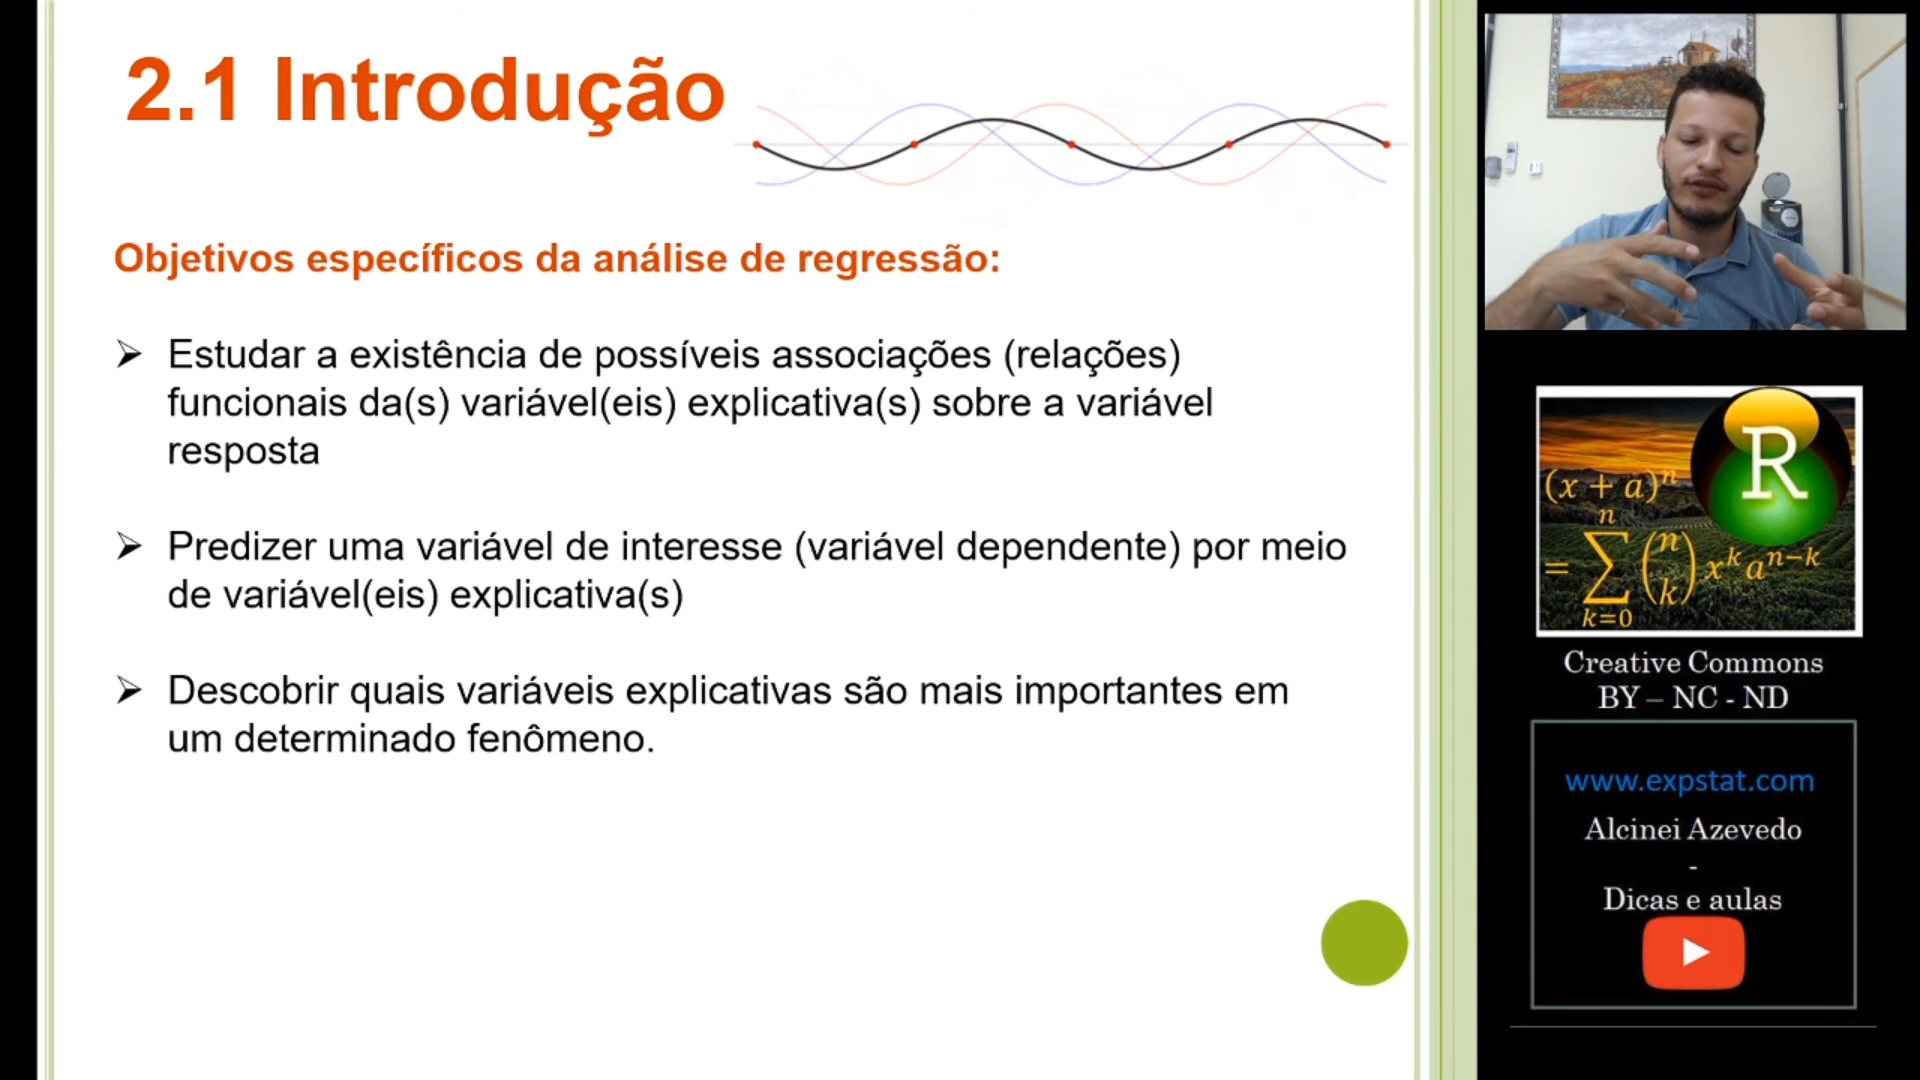 2.1 Introdução
Objetivos específicos da análise de regressão:
➢ Estudar a existência de possíveis associações (relações)
funcionais da(s) variável(eis) explicativa(s) sobre a variável
resposta
➢ Predizer uma variável de interesse (variável dependente) por meio
de variável(eis) explicativa(s)
➢ Descobrir quais variáveis explicativas são mais importantes em
um determinado fenômeno.
R
(x + a)^n
= \sum_{k=0}^{n} \binom{n}{k} x^k a^{n-k}
Creative Commons
BY – NC - ND
www.expstat.com
Alcinei Azevedo
-
Dicas e aulas